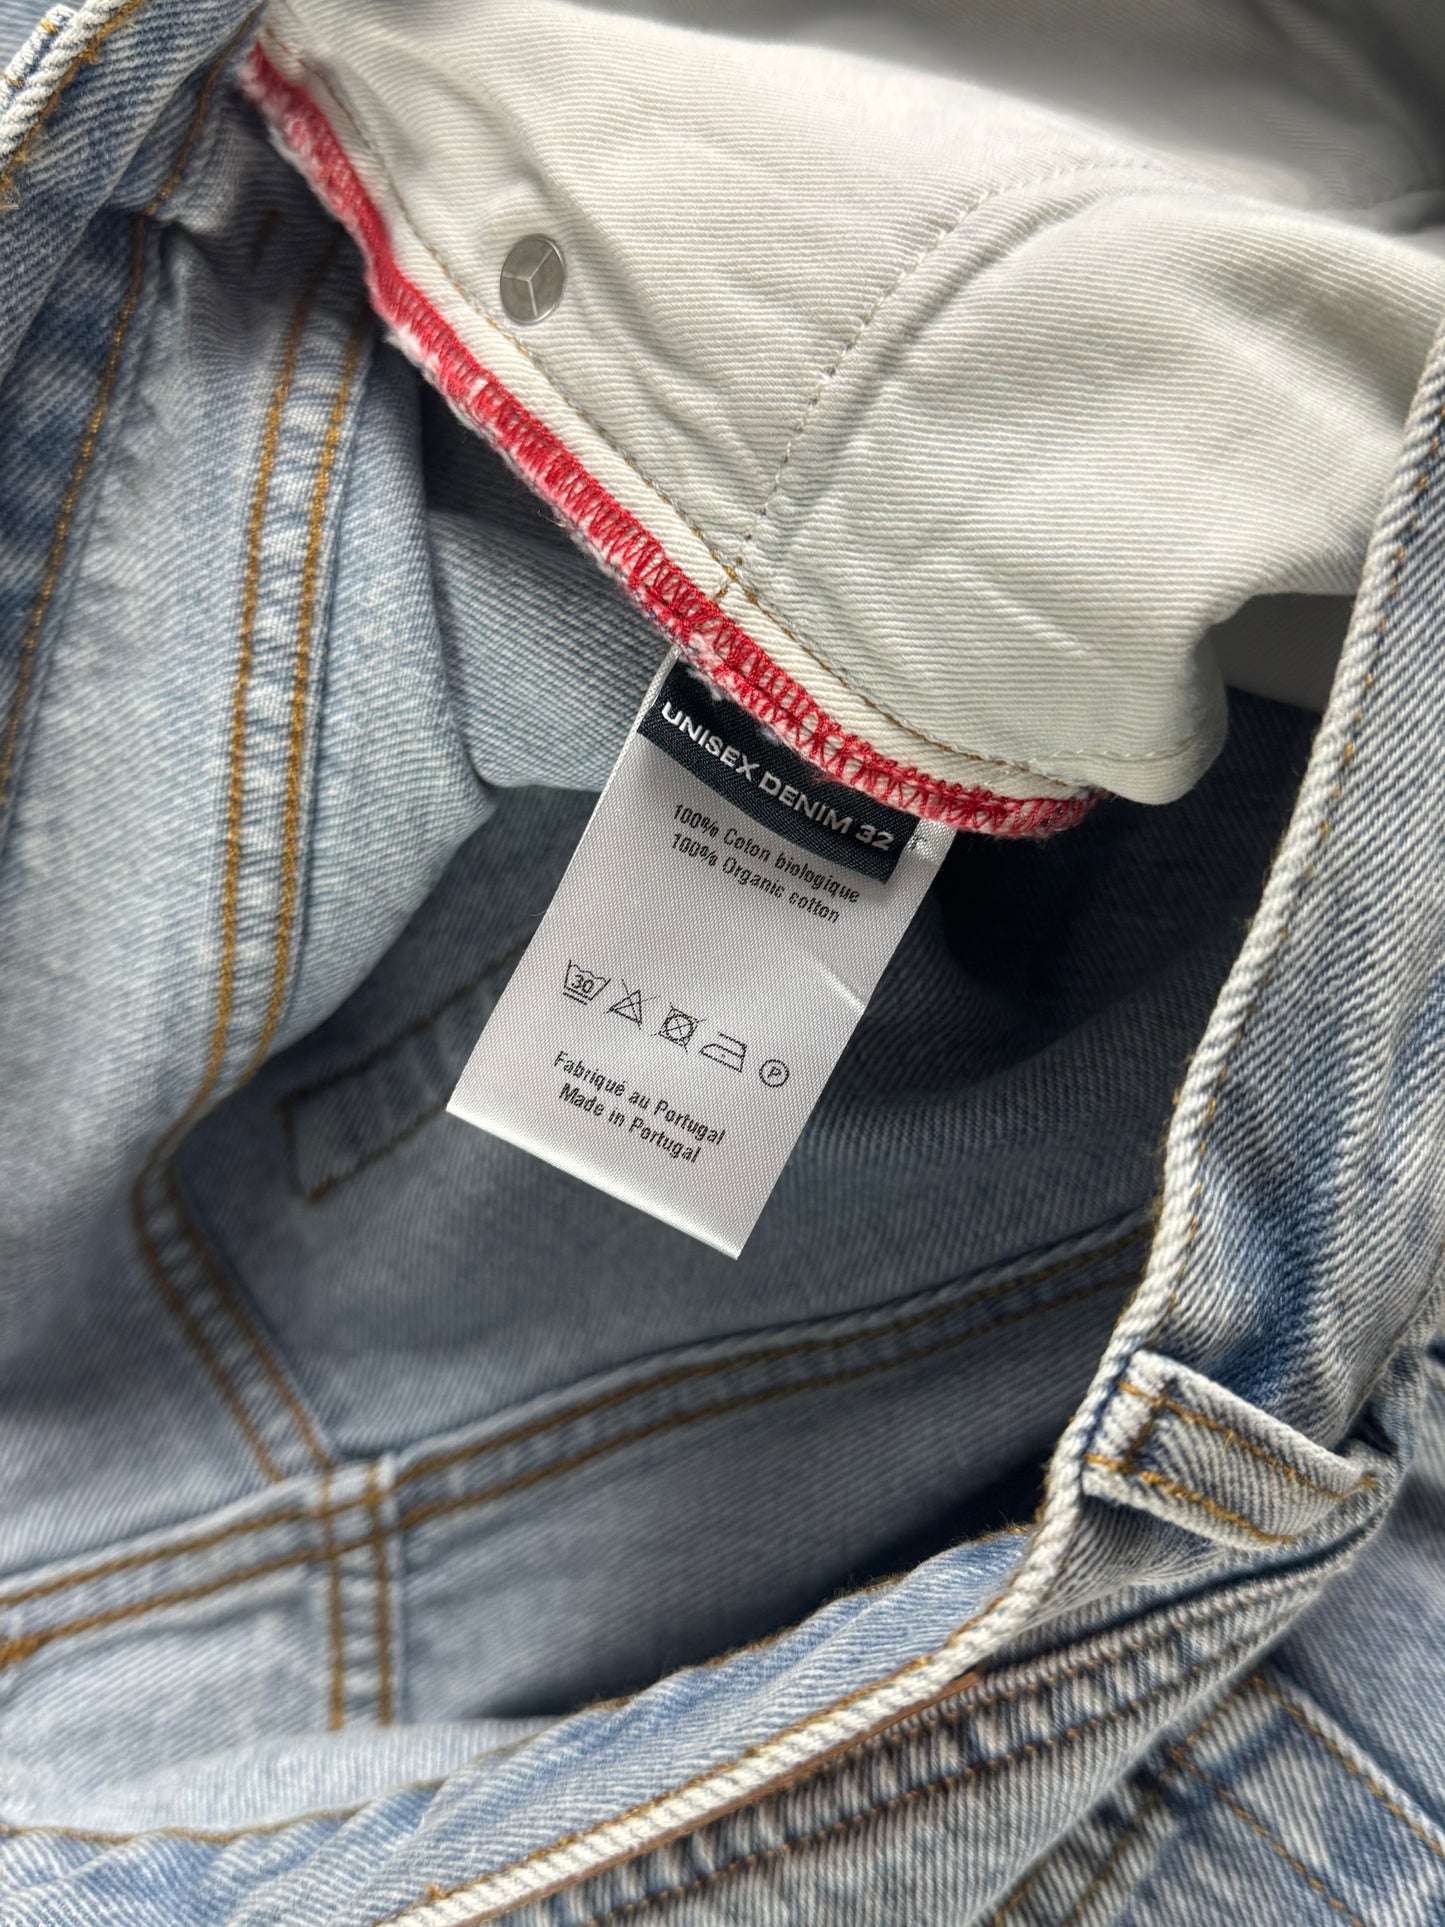 UNISEX DENIM 32
100% Coton biologique
100% Organic cotton
30 P
Fabriqué au Portugal
Made in Portugal